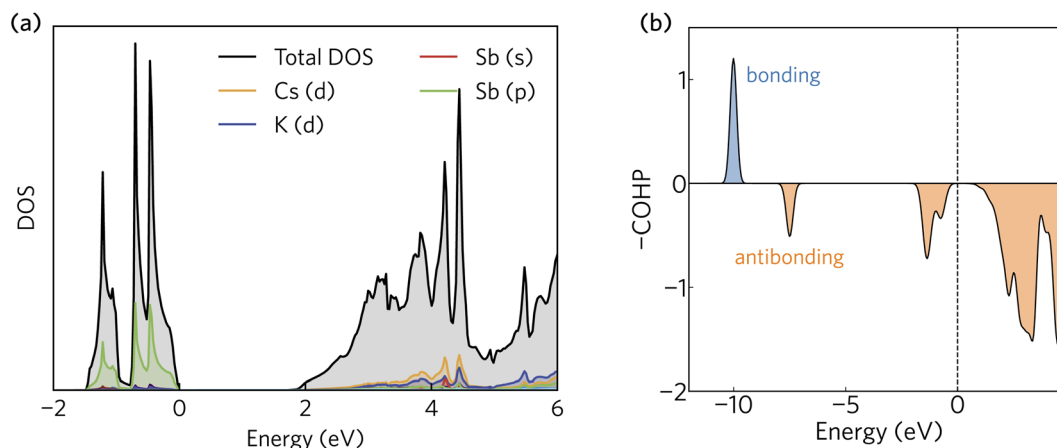 (a)
Total DOS
Cs (d)
K (d)
Sb (s)
Sb (p)
DOS
−2 0 2 4 6
Energy (eV)
(b)
bonding
antibonding
−COHP
1
0
−1
−2
−10 −5 0
Energy (eV)